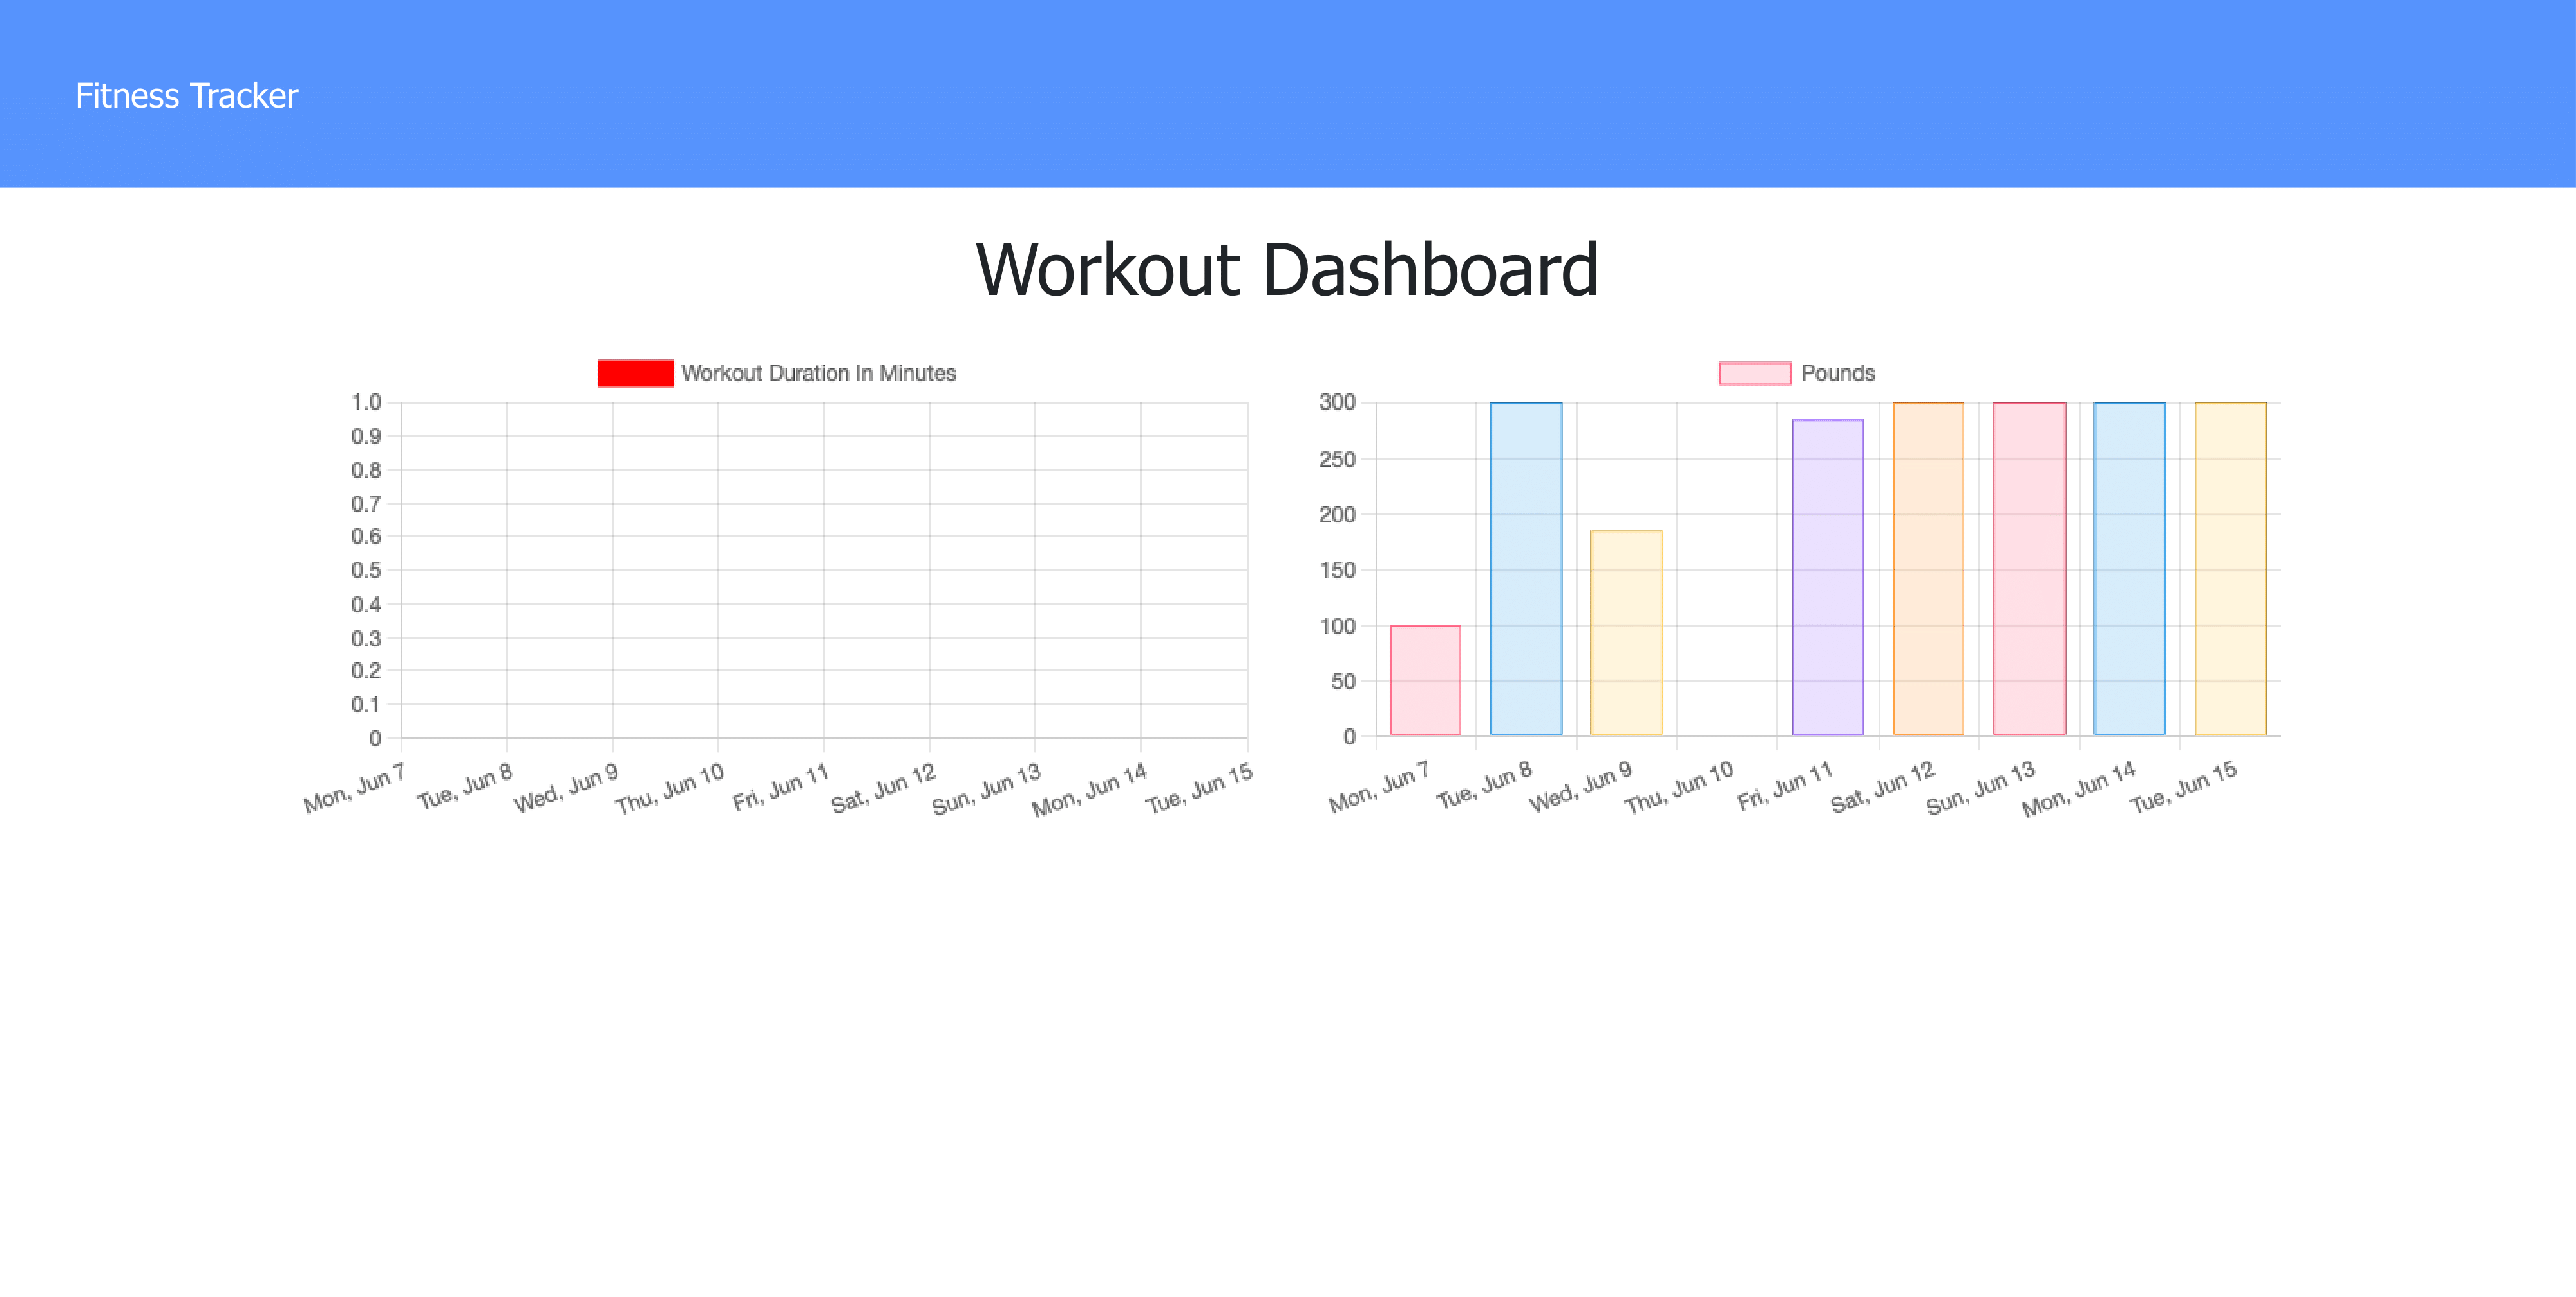 Fitness Tracker
Workout Dashboard
Workout Duration In Minutes
1.0
0.9
0.8
0.7
0.6
0.5
0.4
0.3
0.2
0.1
0
Mon, Jun 7
Tue, Jun 8
Wed, Jun 9
Thu, Jun 10
Fri, Jun 11
Sat, Jun 12
Sun, Jun 13
Mon, Jun 14
Tue, Jun 15
Pounds
300
250
200
150
100
50
0
Mon, Jun 7
Tue, Jun 8
Wed, Jun 9
Thu, Jun 10
Fri, Jun 11
Sat, Jun 12
Sun, Jun 13
Mon, Jun 14
Tue, Jun 15